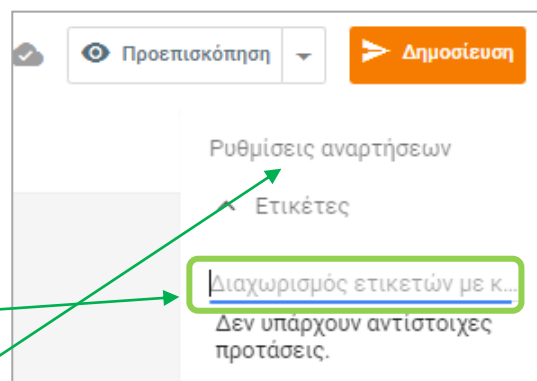 Προεπισκόπηση
Δημοσίευση
Ρυθμίσεις αναρτήσεων
Ετικέτες
Διαχωρισμός ετικετών με κ...
Δεν υπάρχουν αντίστοιχες
προτάσεις.